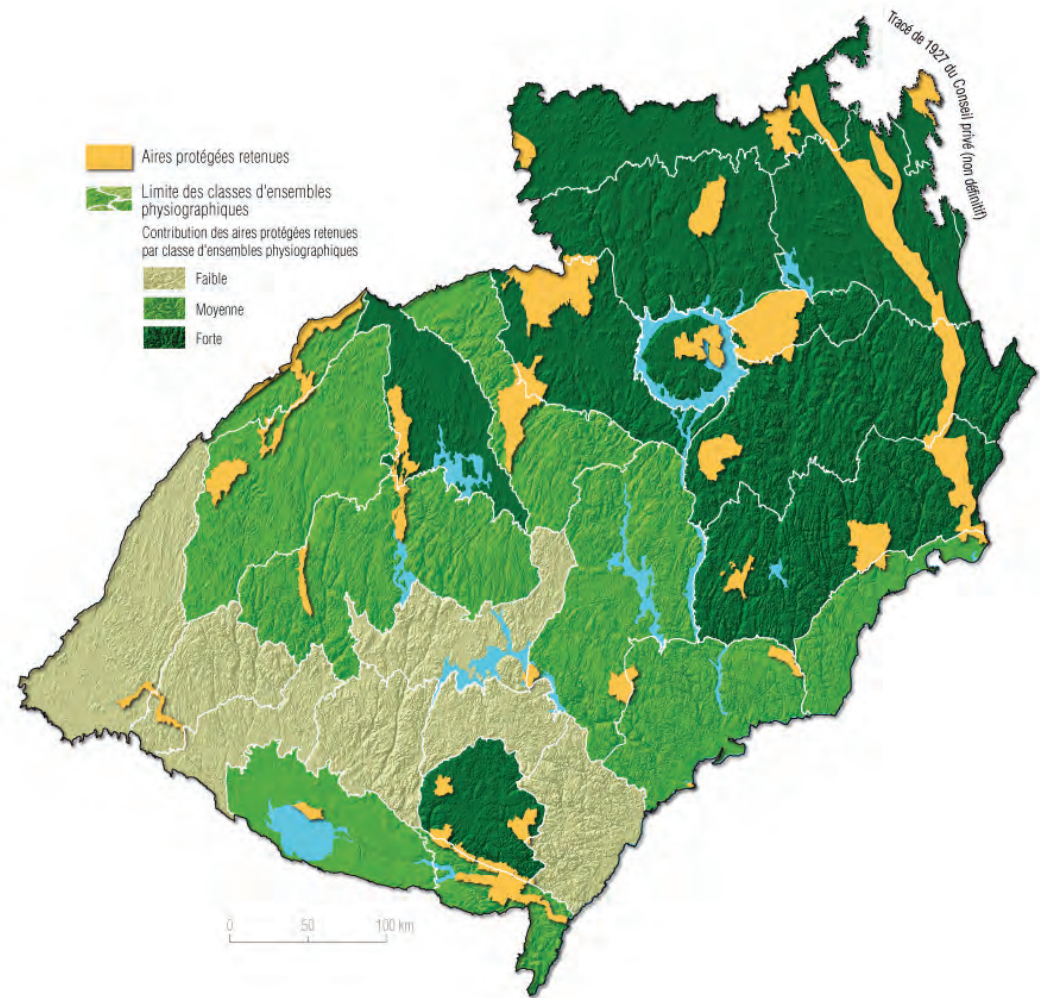 Tracé de 1927 du Conseil privé (non définitif)
Aires protégées retenues
Limite des classes d'ensembles
physiographiques
Contribution des aires protégées retenues
par classe d'ensembles physiographiques
Faible
Moyenne
Forte
0 50 100 km